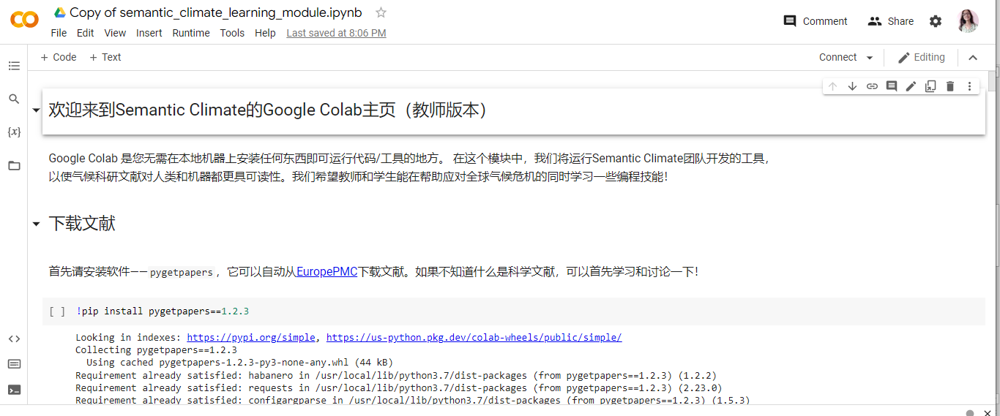 Copy of semantic_climate_learning_module.ipynb
File Edit View Insert Runtime Tools Help Last saved at 8:06 PM
Comment Share
+ Code + Text
Connect Editing
欢迎来到Semantic Climate的Google Colab主页（教师版本）
Google Colab 是您无需在本地机器上安装任何东西即可运行代码/工具的地方。 在这个模块中，我们将运行Semantic Climate团队开发的工具，
以使气候科研文献对人类和机器都更具可读性。我们希望教师和学生能在帮助应对全球气候危机的同时学习一些编程技能！
下载文献
首先请安装软件——pygetpapers，它可以自动从EuropePMC下载文献。如果不知道什么是科学文献，可以首先学习和讨论一下！
[ ] !pip install pygetpapers==1.2.3
Looking in indexes: https://pypi.org/simple, https://us-python.pkg.dev/colab-wheels/public/simple/
Collecting pygetpapers==1.2.3
Using cached pygetpapers-1.2.3-py3-none-any.whl (44 kB)
Requirement already satisfied: habanero in /usr/local/lib/python3.7/dist-packages (from pygetpapers==1.2.3) (1.2.2)
Requirement already satisfied: requests in /usr/local/lib/python3.7/dist-packages (from pygetpapers==1.2.3) (2.23.0)
Requirement already satisfied: configargparse in /usr/local/lib/python3.7/dist-packages (from pygetpapers==1.2.3) (1.5.3)